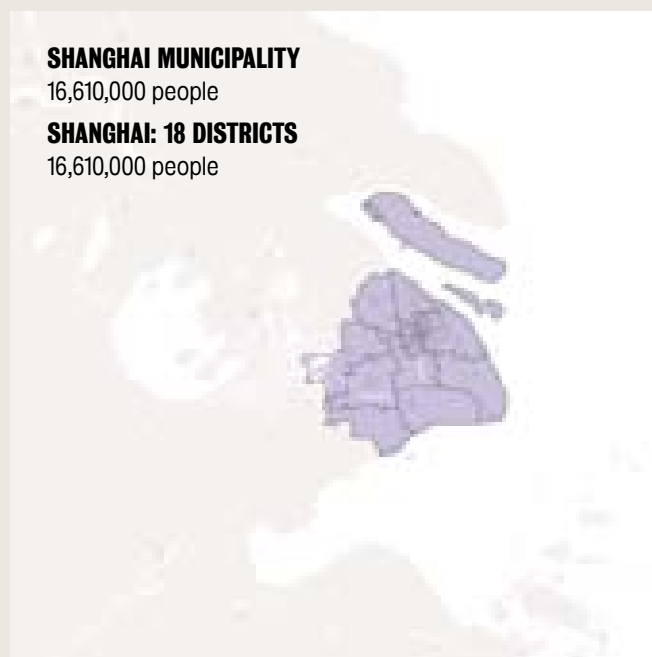 SHANGHAI MUNICIPALITY
16,610,000 people
SHANGHAI: 18 DISTRICTS
16,610,000 people